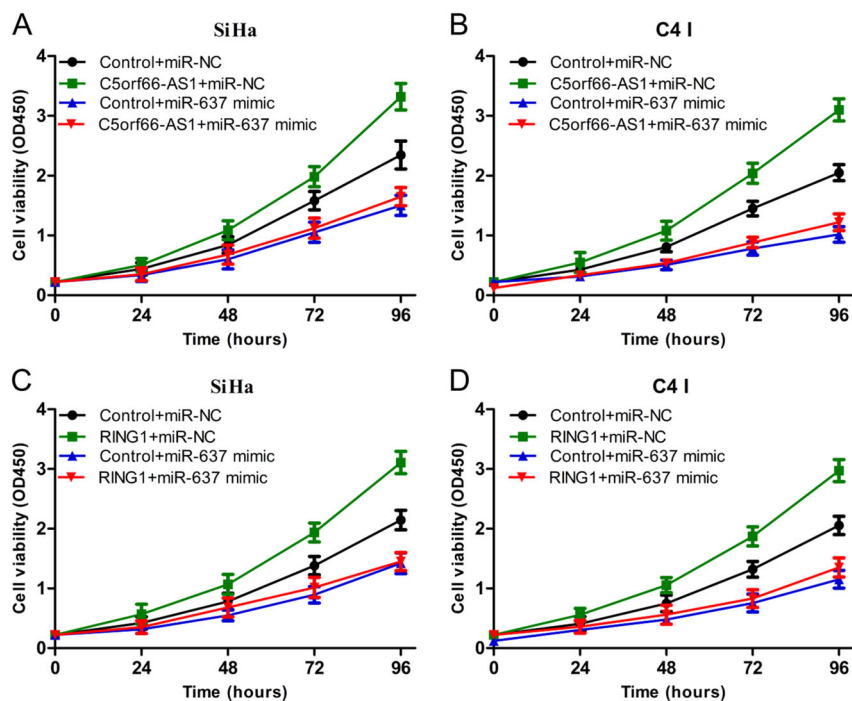 A
SiHa
Cell viability (OD450)
4
3
2
1
0
Control+miR-NC
C5orf66-AS1+miR-NC
Control+miR-637 mimic
C5orf66-AS1+miR-637 mimic
0 24 48 72 96
Time (hours)
B
C4 I
Cell viability (OD450)
4
3
2
1
0
Control+miR-NC
C5orf66-AS1+miR-NC
Control+miR-637 mimic
C5orf66-AS1+miR-637 mimic
0 24 48 72 96
Time (hours)
C
SiHa
Cell viability (OD450)
4
3
2
1
0
Control+miR-NC
RING1+miR-NC
Control+miR-637 mimic
RING1+miR-637 mimic
0 24 48 72 96
Time (hours)
D
C4 I
Cell viability (OD450)
4
3
2
1
0
Control+miR-NC
RING1+miR-NC
Control+miR-637 mimic
RING1+miR-637 mimic
0 24 48 72 96
Time (hours)